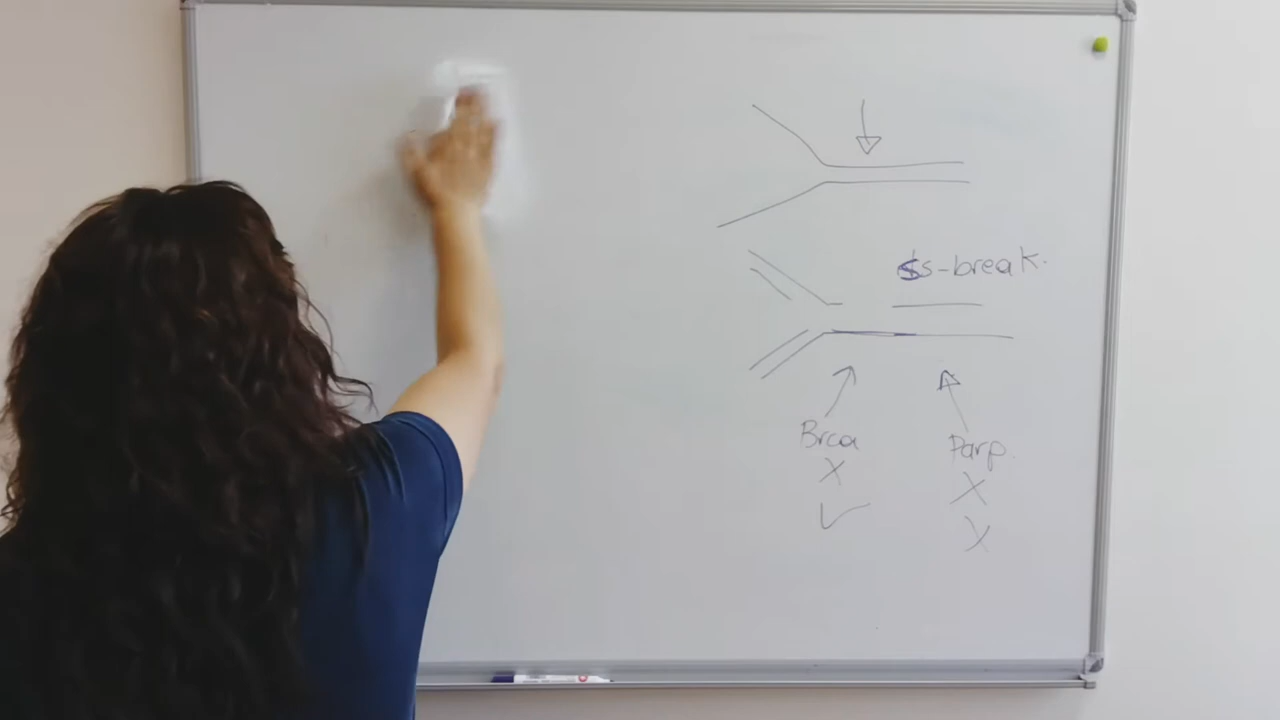 ss-break.
Brca Parp.
X X
✓ X